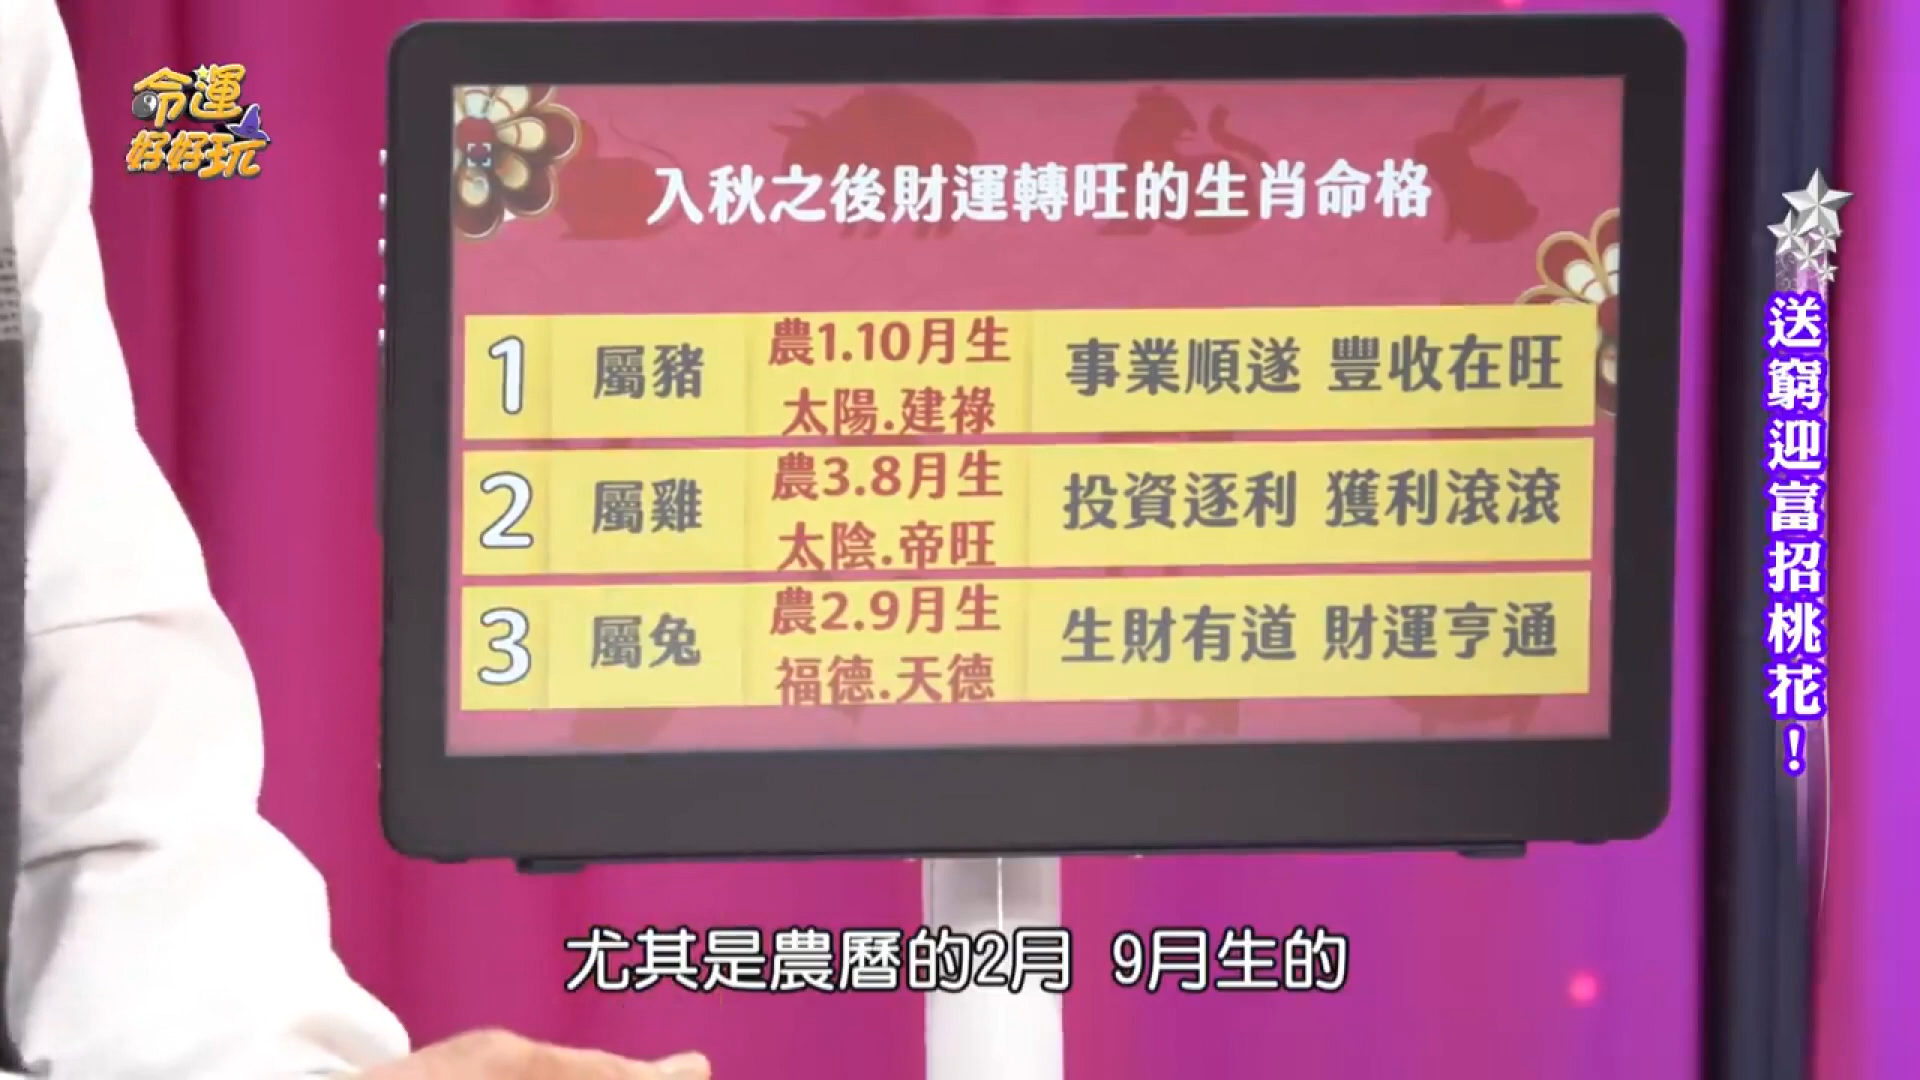 命運
好好玩
入秋之後財運轉旺的生肖命格
1 屬豬 農1.10月生 太陽.建祿 事業順遂 豐收在旺
2 屬雞 農3.8月生 太陰.帝旺 投資逐利 獲利滾滾
3 屬兔 農2.9月生 福德.天德 生財有道 財運亨通
送窮迎富招桃花!
尤其是農曆的2月 9月生的